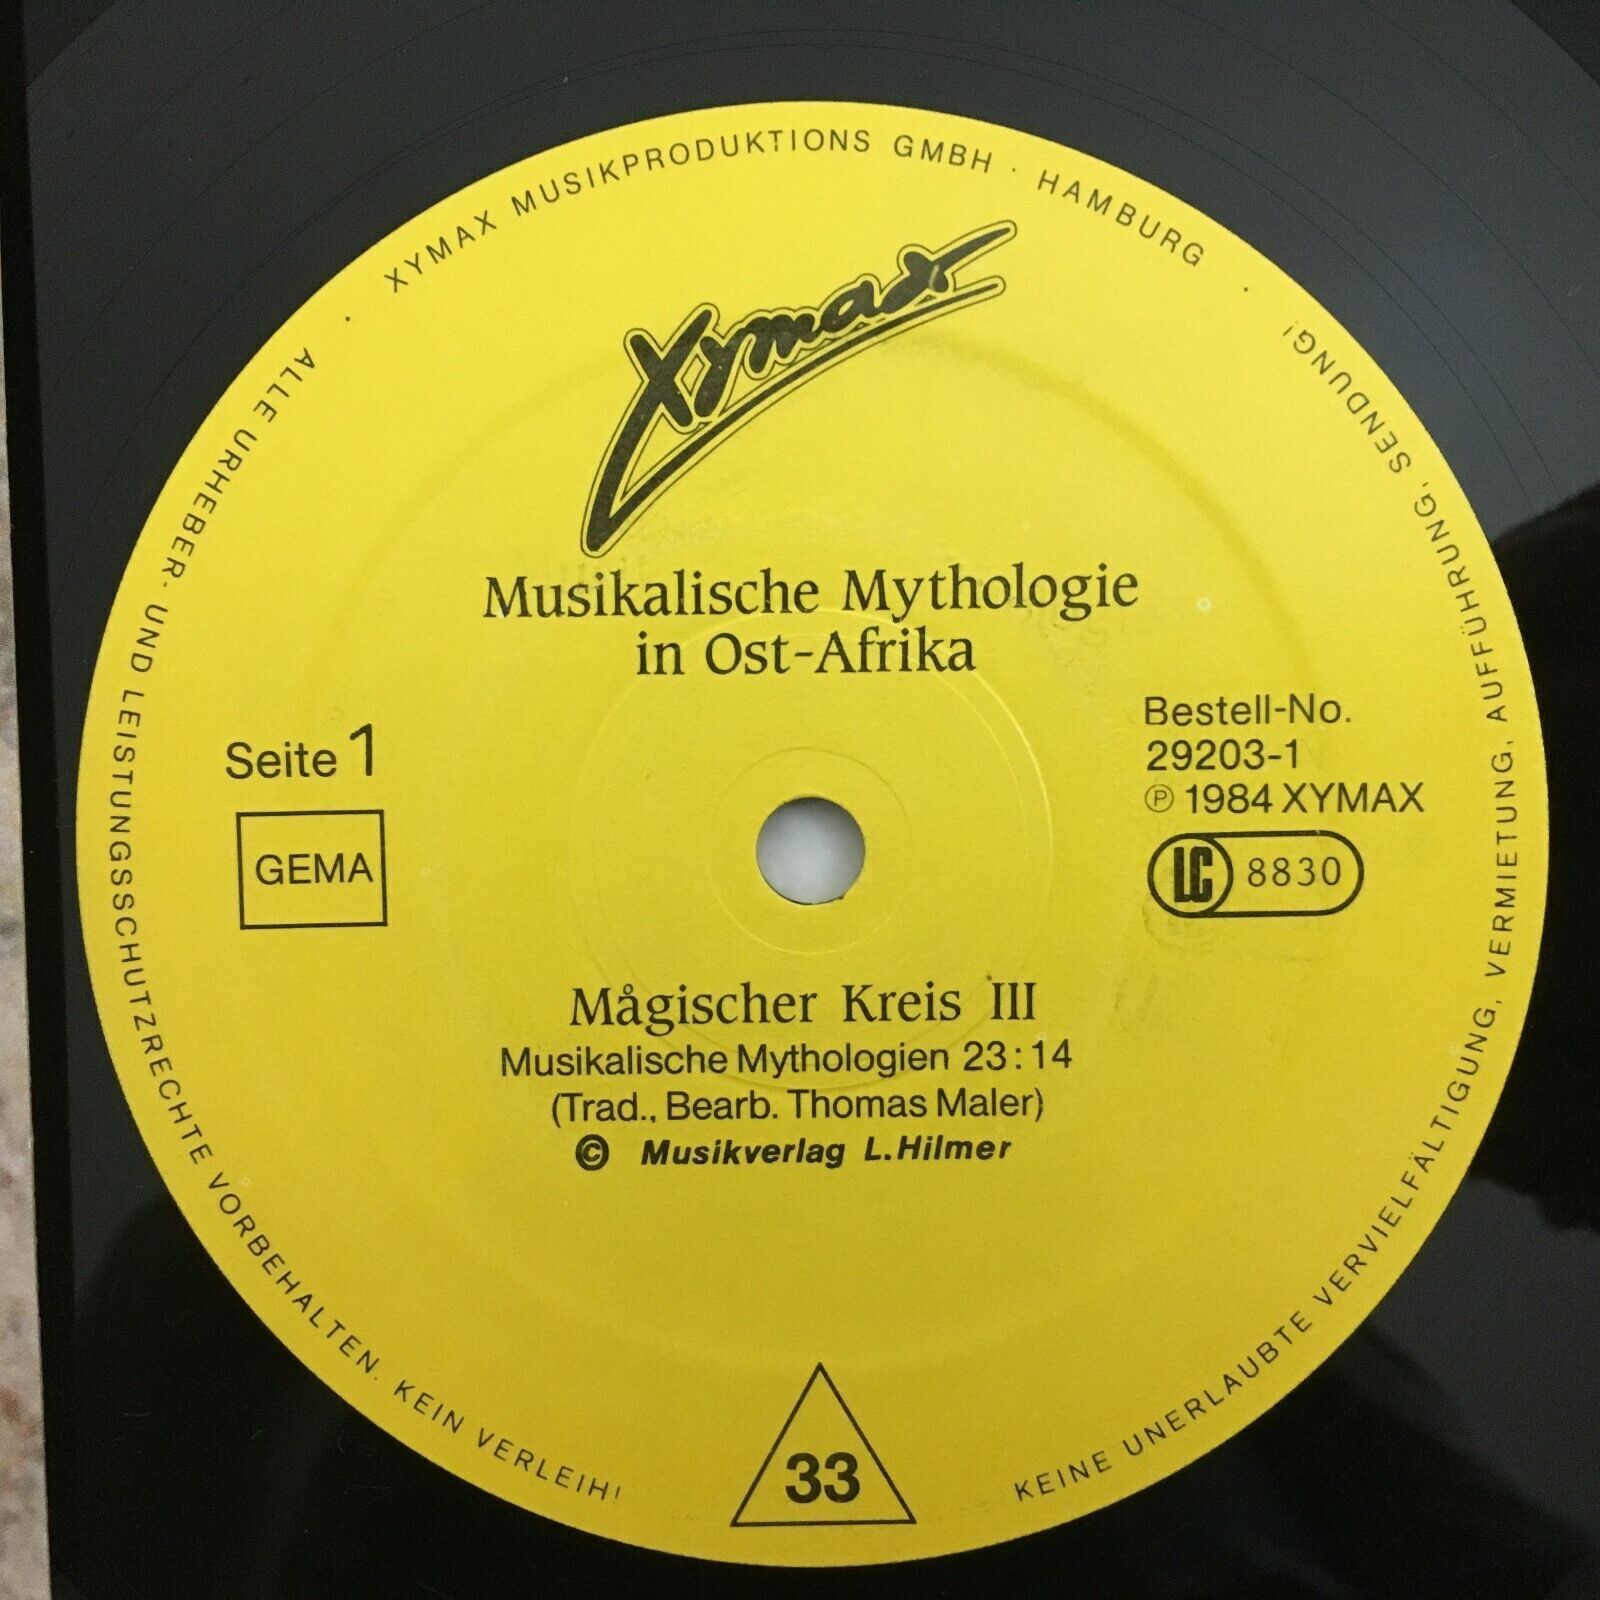 XYMAX MUSIKPRODUKTIONS GMBH · HAMBURG ·
Xymax
Musikalische Mythologie
in Ost-Afrika
Seite 1
GEMA
Bestell-No.
29203-1
℗ 1984 XYMAX
LC 8830
Mågischer Kreis III
Musikalische Mythologien 23:14
(Trad., Bearb. Thomas Maler)
© Musikverlag L. Hilmer
33
· ALLE URHEBER- UND LEISTUNGSSCHUTZRECHTE VORBEHALTEN. KEIN VERLEIH!
KEINE UNERLAUBTE VERVIELFÄLTIGUNG, VERMIETUNG, AUFFÜHRUNG, SENDUNG!